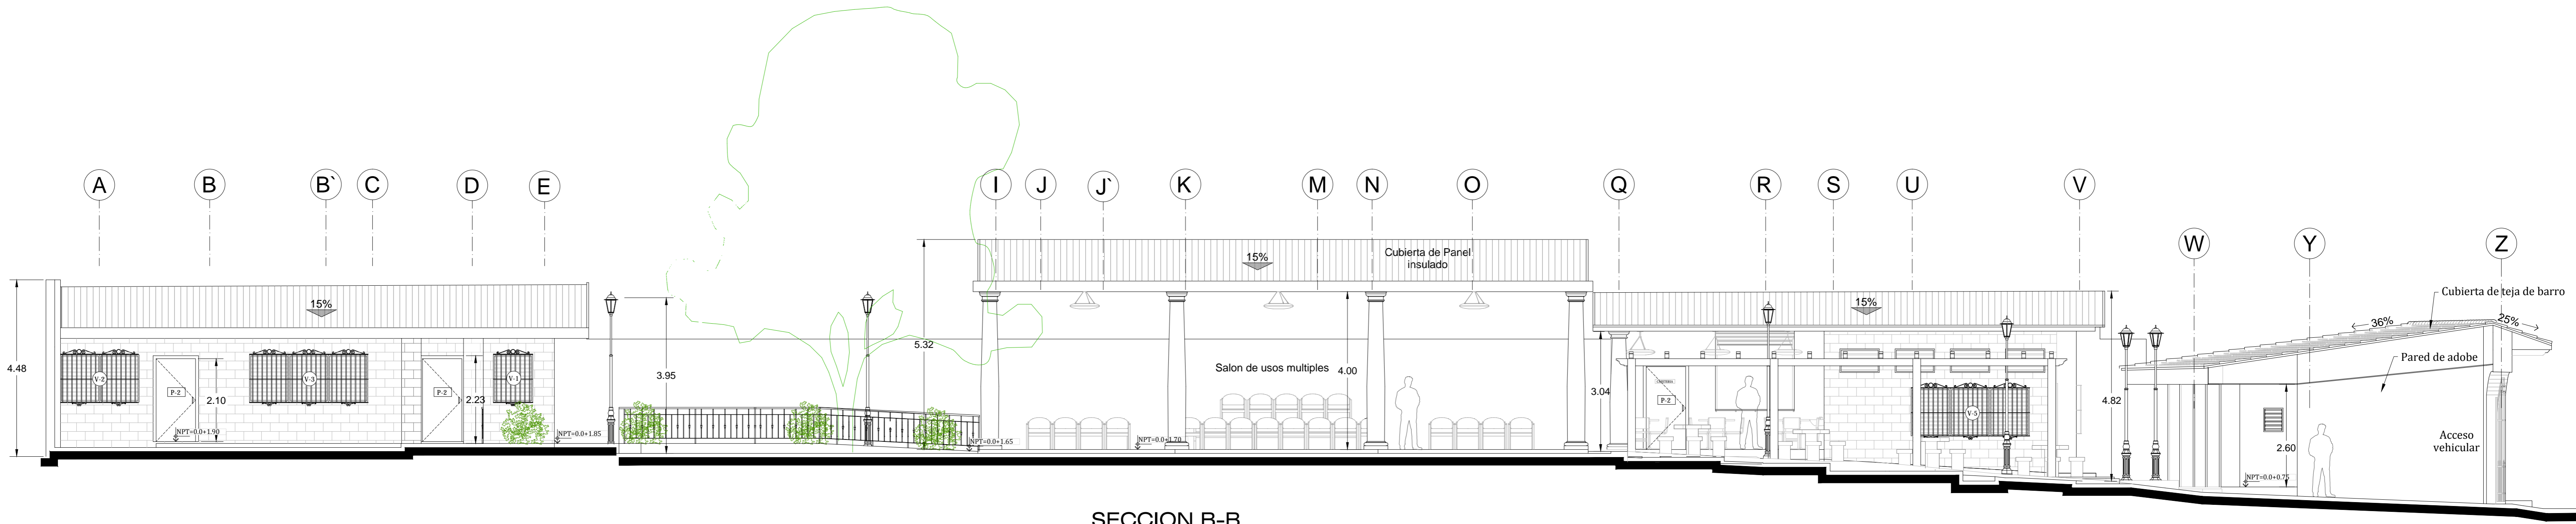 A
B
B`
C
D
E
I
J
J`
K
M
N
O
Q
R
S
U
V
W
Y
Z
15%
Cubierta de Panel
insulado
15%
15%
Cubierta de teja de barro
36%
25%
Pared de adobe
4.48
V-2
P-2
2.10
V-3
P-2
2.23
V-1
3.95
5.32
Salon de usos multiples
4.00
3.04
P-2
V-5
4.82
2.60
Acceso
vehicular
NPT=0.0+1.90
NPT=0.0+1.85
NPT=0.0+1.65
NPT=0.0+1.70
NPT=0.0+0.75
SECCION B-B